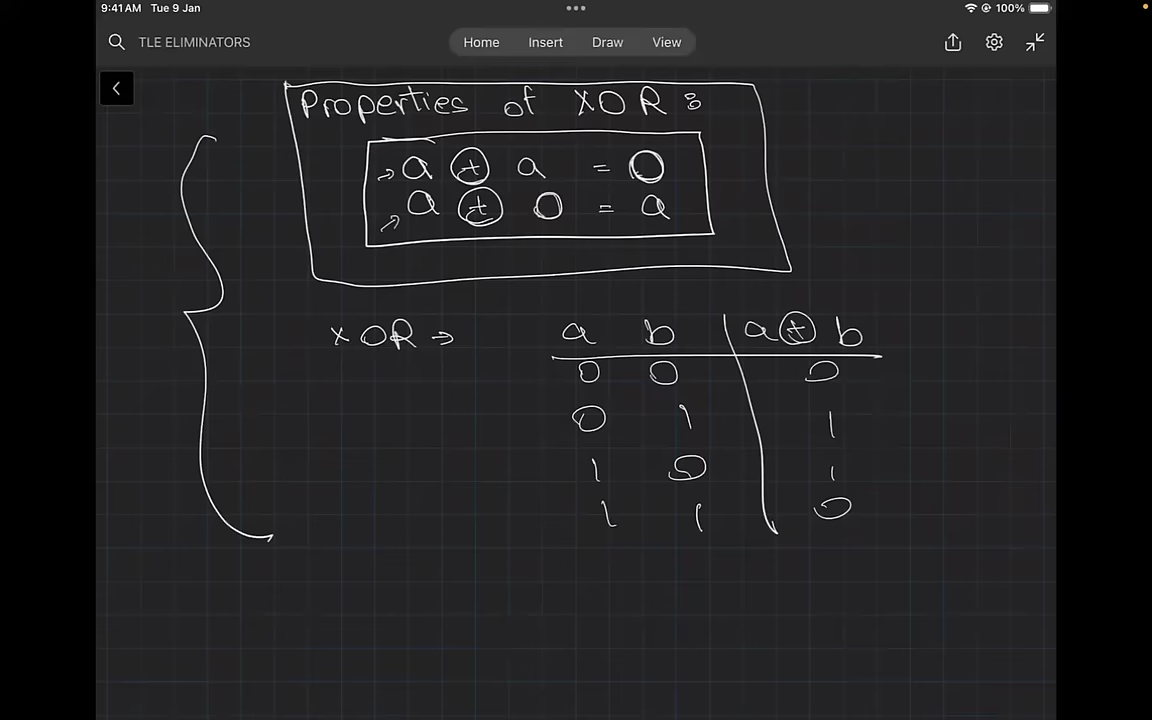 9:41 AM Tue 9 Jan 100%
TLE ELIMINATORS Home Insert Draw View
Properties of XOR :
→ a ⊕ a = 0
→ a ⊕ 0 = a
XOR → a b a ⊕ b
0 0 0
0 1 1
1 0 1
1 1 0